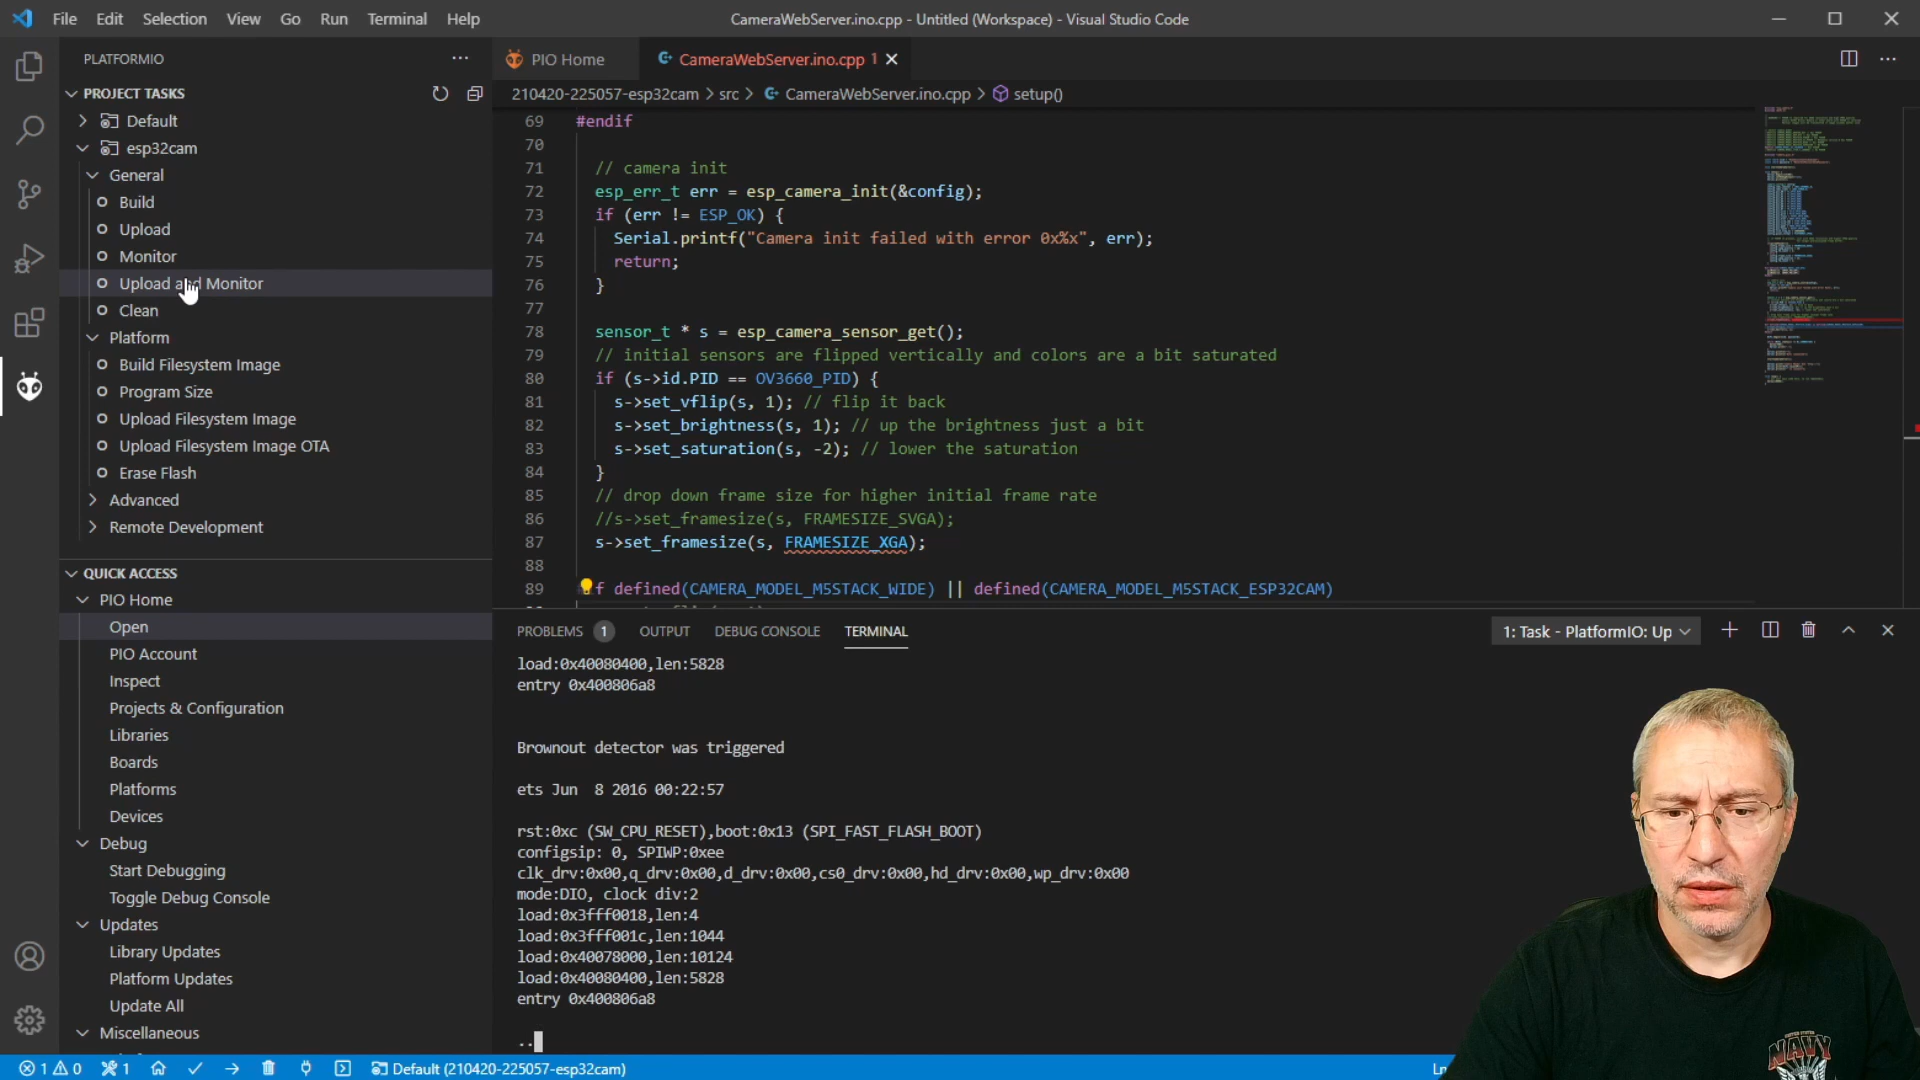 File Edit Selection View Go Run Terminal Help
CameraWebServer.ino.cpp - Untitled (Workspace) - Visual Studio Code
PLATFORMIO
PROJECT TASKS
Default
esp32cam
General
Build
Upload
Monitor
Upload and Monitor
Clean
Platform
Build Filesystem Image
Program Size
Upload Filesystem Image
Upload Filesystem Image OTA
Erase Flash
Advanced
Remote Development
QUICK ACCESS
PIO Home
Open
PIO Account
Inspect
Projects & Configuration
Libraries
Boards
Platforms
Devices
Debug
Start Debugging
Toggle Debug Console
Updates
Library Updates
Platform Updates
Update All
Miscellaneous
PIO Home
CameraWebServer.ino.cpp 1
210420-225057-esp32cam > src > CameraWebServer.ino.cpp > setup()
69 #endif
70
71 // camera init
72 esp_err_t err = esp_camera_init(&config);
73 if (err != ESP_OK) {
74 Serial.printf("Camera init failed with error 0x%x", err);
75 return;
76 }
77
78 sensor_t * s = esp_camera_sensor_get();
79 // initial sensors are flipped vertically and colors are a bit saturated
80 if (s->id.PID == OV3660_PID) {
81 s->set_vflip(s, 1); // flip it back
82 s->set_brightness(s, 1); // up the brightness just a bit
83 s->set_saturation(s, -2); // lower the saturation
84 }
85 // drop down frame size for higher initial frame rate
86 //s->set_framesize(s, FRAMESIZE_SVGA);
87 s->set_framesize(s, FRAMESIZE_XGA);
88
89 f defined(CAMERA_MODEL_M5STACK_WIDE) || defined(CAMERA_MODEL_M5STACK_ESP32CAM)
PROBLEMS 1 OUTPUT DEBUG CONSOLE TERMINAL
1: Task - PlatformIO: Up
load:0x40080400,len:5828
entry 0x400806a8
Brownout detector was triggered
ets Jun 8 2016 00:22:57
rst:0xc (SW_CPU_RESET),boot:0x13 (SPI_FAST_FLASH_BOOT)
configsip: 0, SPIWP:0xee
clk_drv:0x00,q_drv:0x00,d_drv:0x00,cs0_drv:0x00,hd_drv:0x00,wp_drv:0x00
mode:DIO, clock div:2
load:0x3fff0018,len:4
load:0x3fff001c,len:1044
load:0x40078000,len:10124
load:0x40080400,len:5828
entry 0x400806a8
..
1 0 1 Default (210420-225057-esp32cam) Ln
NAVY